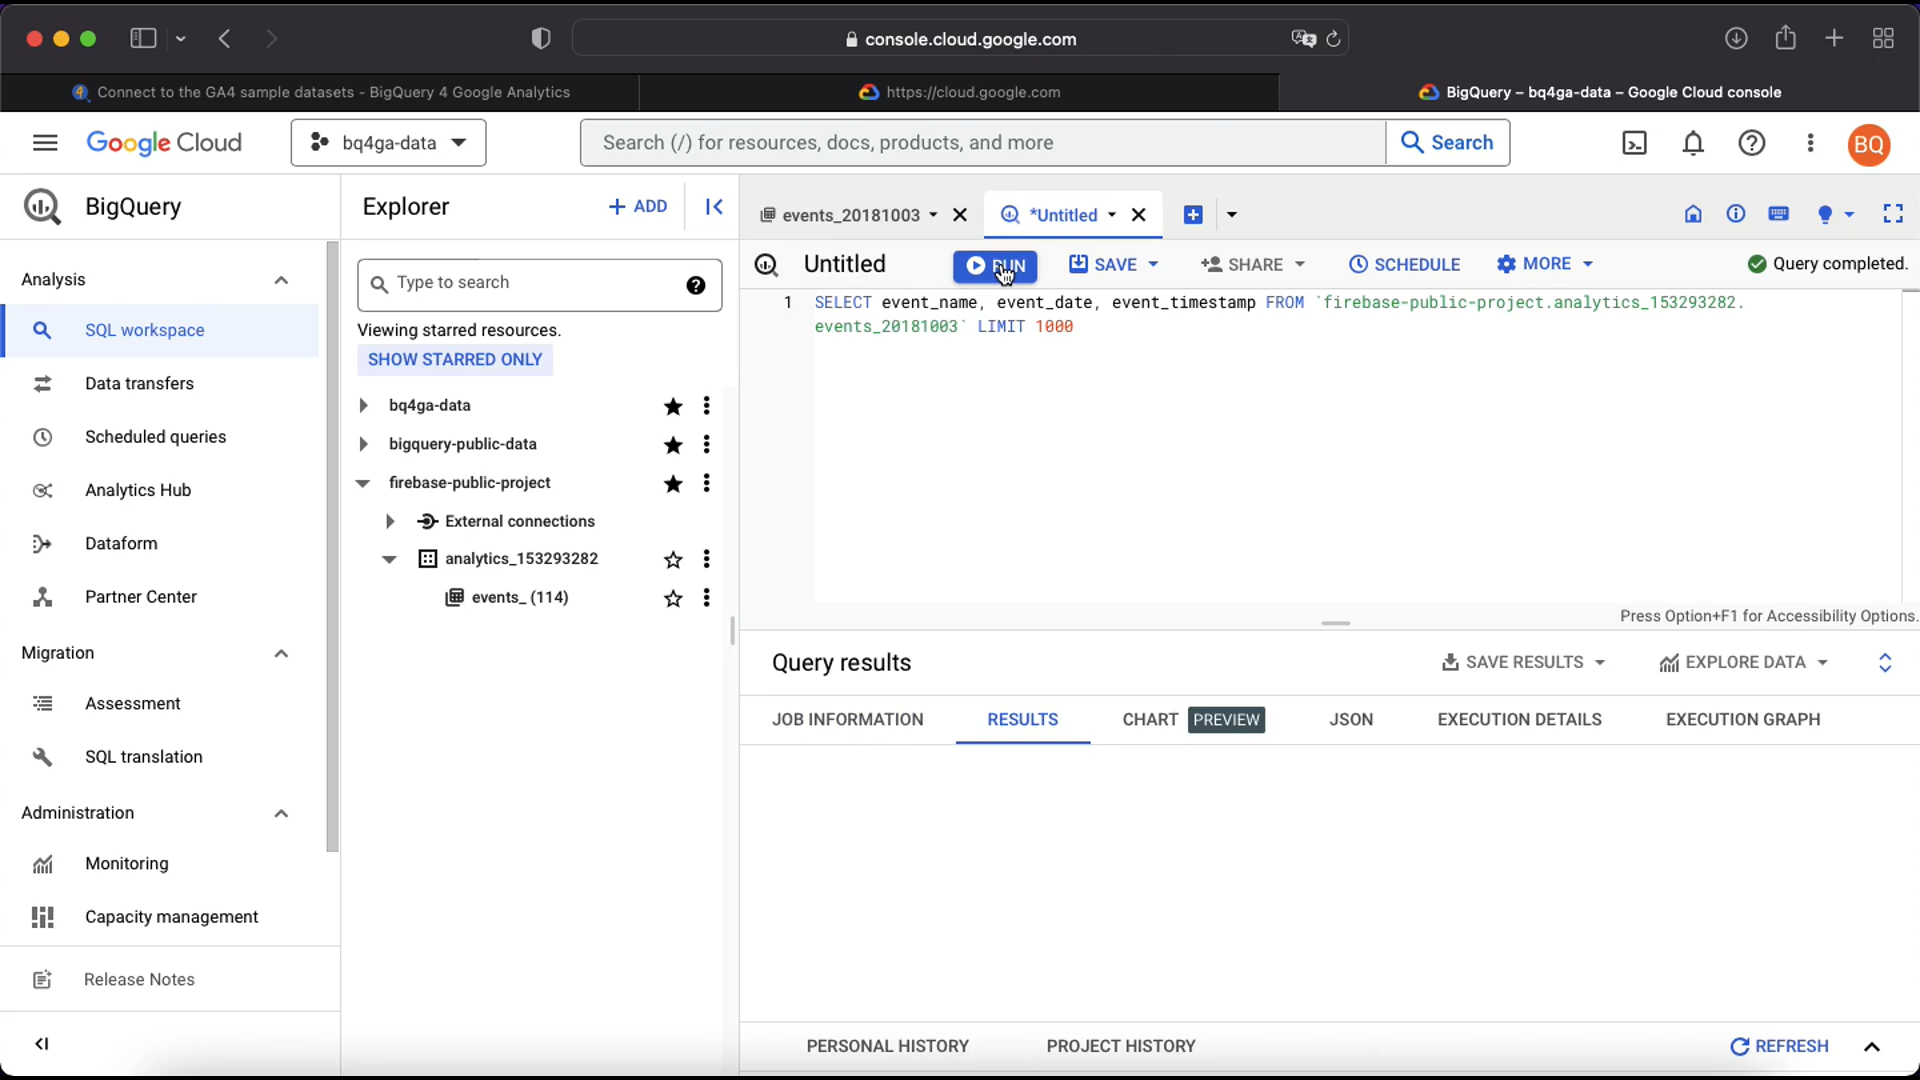 console.cloud.google.com
Connect to the GA4 sample datasets - BigQuery 4 Google Analytics
https://cloud.google.com
BigQuery – bq4ga-data – Google Cloud console
Google Cloud
bq4ga-data
Search (/) for resources, docs, products, and more
Search
BQ
BigQuery
Analysis
SQL workspace
Data transfers
Scheduled queries
Analytics Hub
Dataform
Partner Center
Migration
Assessment
SQL translation
Administration
Monitoring
Capacity management
Release Notes
Explorer
+ ADD
Type to search
Viewing starred resources.
SHOW STARRED ONLY
bq4ga-data
bigquery-public-data
firebase-public-project
External connections
analytics_153293282
events_ (114)
events_20181003
*Untitled
Untitled
RUN
SAVE
SHARE
SCHEDULE
MORE
Query completed.
1 SELECT event_name, event_date, event_timestamp FROM `firebase-public-project.analytics_153293282.
events_20181003` LIMIT 1000
Press Option+F1 for Accessibility Options.
Query results
SAVE RESULTS
EXPLORE DATA
JOB INFORMATION
RESULTS
CHART PREVIEW
JSON
EXECUTION DETAILS
EXECUTION GRAPH
PERSONAL HISTORY
PROJECT HISTORY
REFRESH